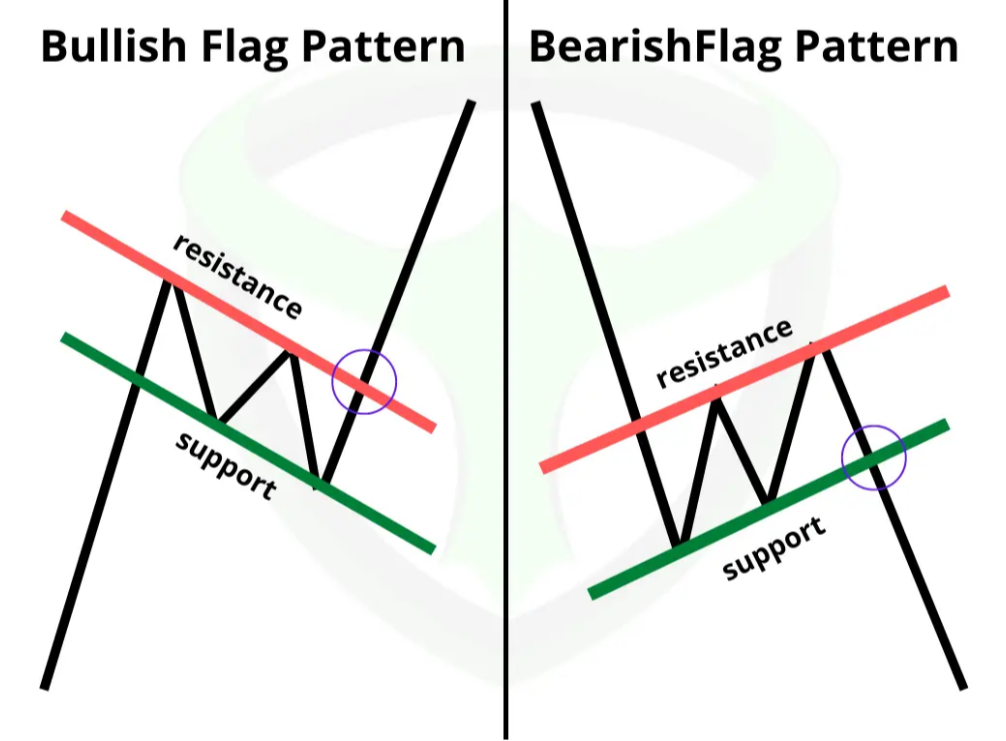 Bullish Flag Pattern
BearishFlag Pattern
resistance
support
resistance
support